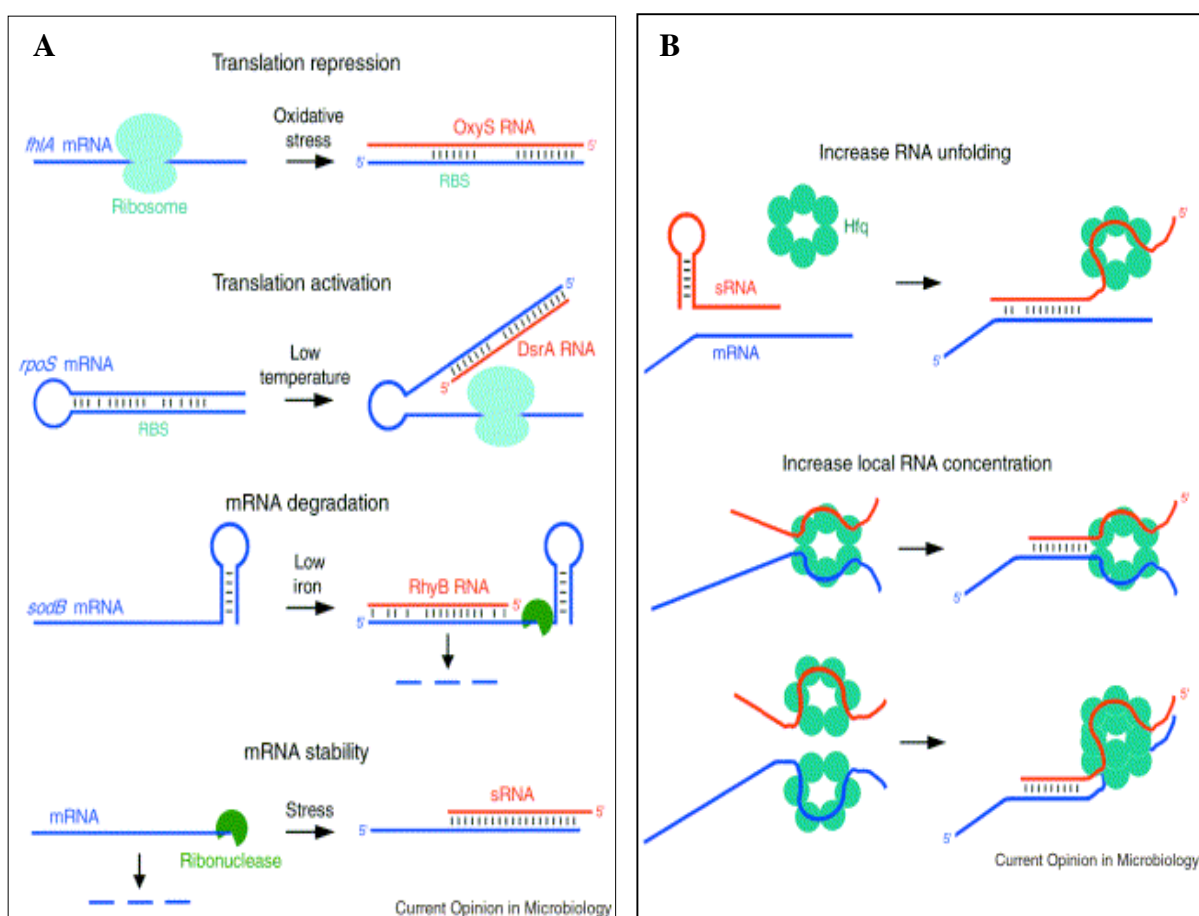 A
Translation repression
fhlA mRNA
Oxidative
stress
OxyS RNA
5'
5'
RBS
Ribosome
Translation activation
5'
rpoS mRNA
Low
temperature
DsrA RNA
5'
RBS
mRNA degradation
Low
iron
RhyB RNA
5'
sodB mRNA
5'
mRNA stability
mRNA
Stress
sRNA
5'
5'
Ribonuclease
Current Opinion in Microbiology
B
Increase RNA unfolding
5'
Hfq
sRNA
mRNA
5'
Increase local RNA concentration
5'
5'
5'
5'
Current Opinion in Microbiology